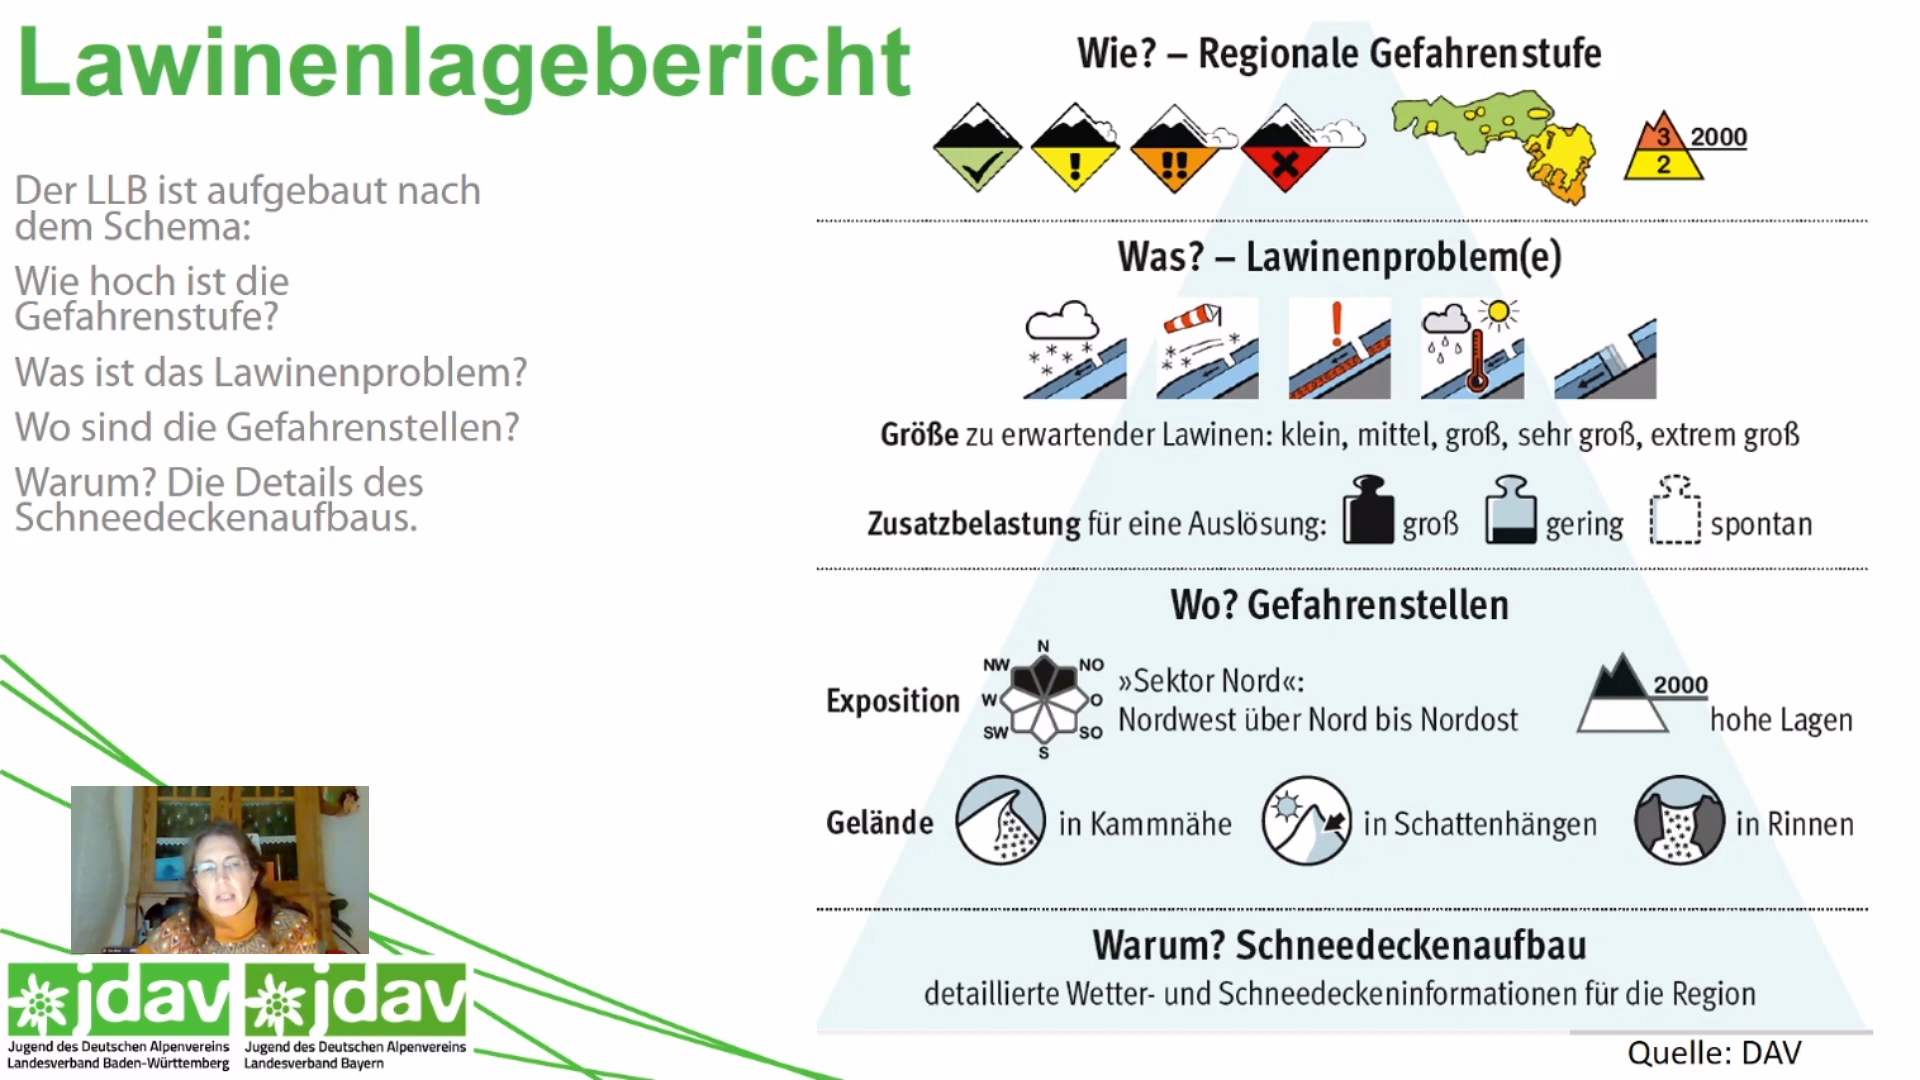 Lawinenlagebericht
Der LLB ist aufgebaut nach
dem Schema:
Wie hoch ist die
Gefahrenstufe?
Was ist das Lawinenproblem?
Wo sind die Gefahrenstellen?
Warum? Die Details des
Schneedeckenaufbaus.
Wie? – Regionale Gefahrenstufe
3 2000
2
Was? – Lawinenproblem(e)
Größe zu erwartender Lawinen: klein, mittel, groß, sehr groß, extrem groß
Zusatzbelastung für eine Auslösung: groß gering spontan
Wo? Gefahrenstellen
Exposition
N
NW NO
W O
SW SO
S
»Sektor Nord«:
Nordwest über Nord bis Nordost
2000
hohe Lagen
Gelände in Kammnähe in Schattenhängen in Rinnen
Warum? Schneedeckenaufbau
detaillierte Wetter- und Schneedeckeninformationen für die Region
Quelle: DAV
jdav
Jugend des Deutschen Alpenvereins
Landesverband Baden-Württemberg
jdav
Jugend des Deutschen Alpenvereins
Landesverband Bayern